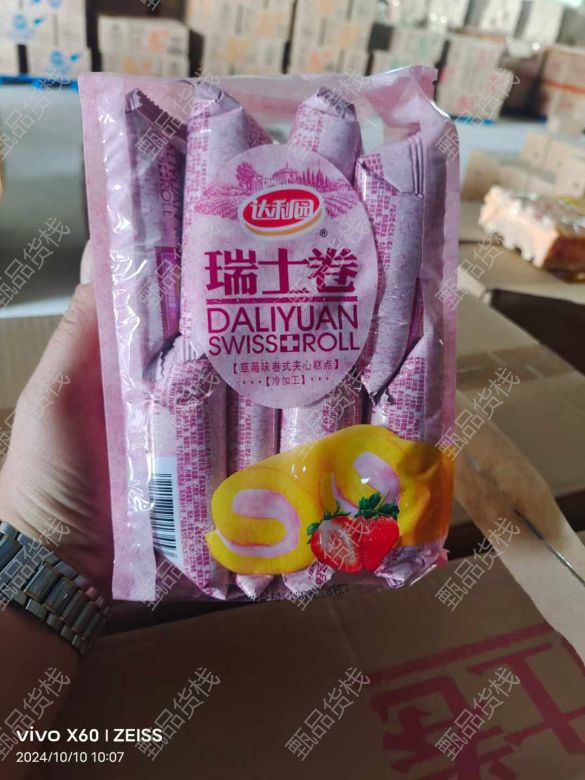 达利园
®
瑞士卷
DALIYUAN
SWISS ROLL
【草莓味卷式夹心糕点】
····【冷加工】····
vivo X60 | ZEISS
2024/10/10 10:07
甄品货栈